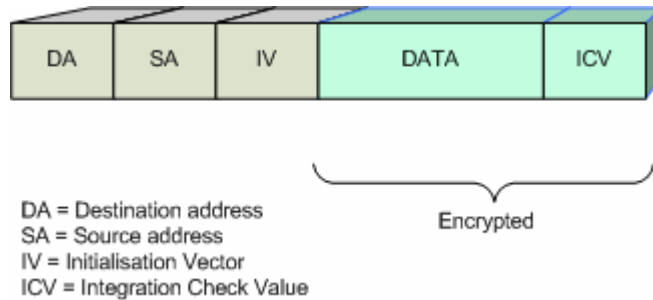 DA SA IV DATA ICV
Encrypted
DA = Destination address
SA = Source address
IV = Initialisation Vector
ICV = Integration Check Value